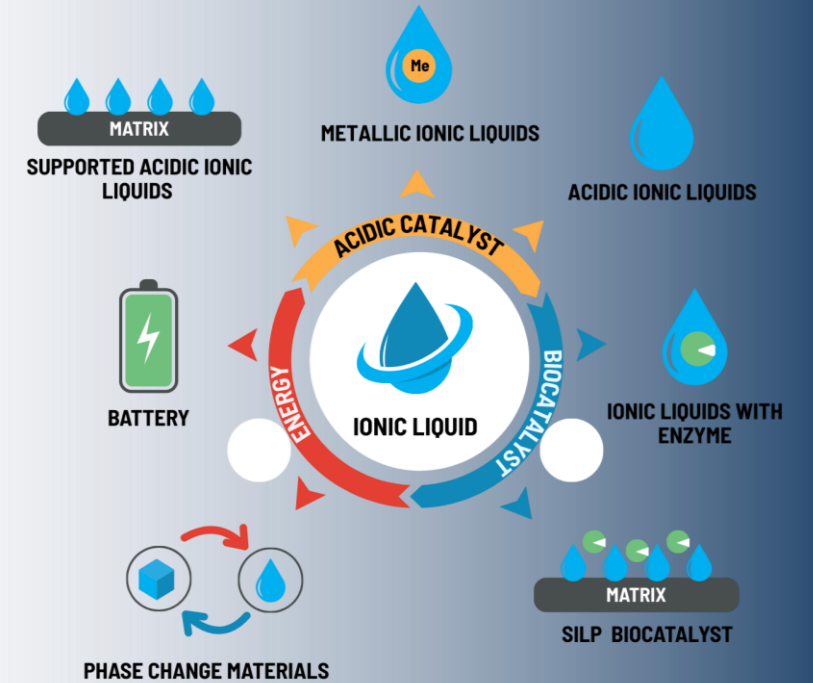 Me
MATRIX
METALLIC IONIC LIQUIDS
SUPPORTED ACIDIC IONIC
LIQUIDS
ACIDIC IONIC LIQUIDS
ACIDIC CATALYST
BATTERY
ENERGY
IONIC LIQUID
BIOCATALYST
IONIC LIQUIDS WITH
ENZYME
MATRIX
SILP BIOCATALYST
PHASE CHANGE MATERIALS